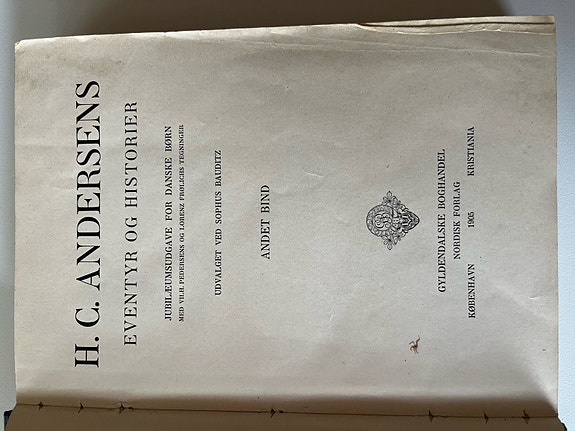 H. C. ANDERSENS
EVENTYR OG HISTORIER
JUBILÆUMSUDGAVE FOR DANSKE BØRN
MED VILH. PEDERSENS OG LORENZ FRØLICHS TEGNINGER
UDVALGET VED SOPHUS BAUDITZ
ANDET BIND
GYLDENDALSKE BOGHANDEL
NORDISK FORLAG
KØBENHAVN 1905 KRISTIANIA